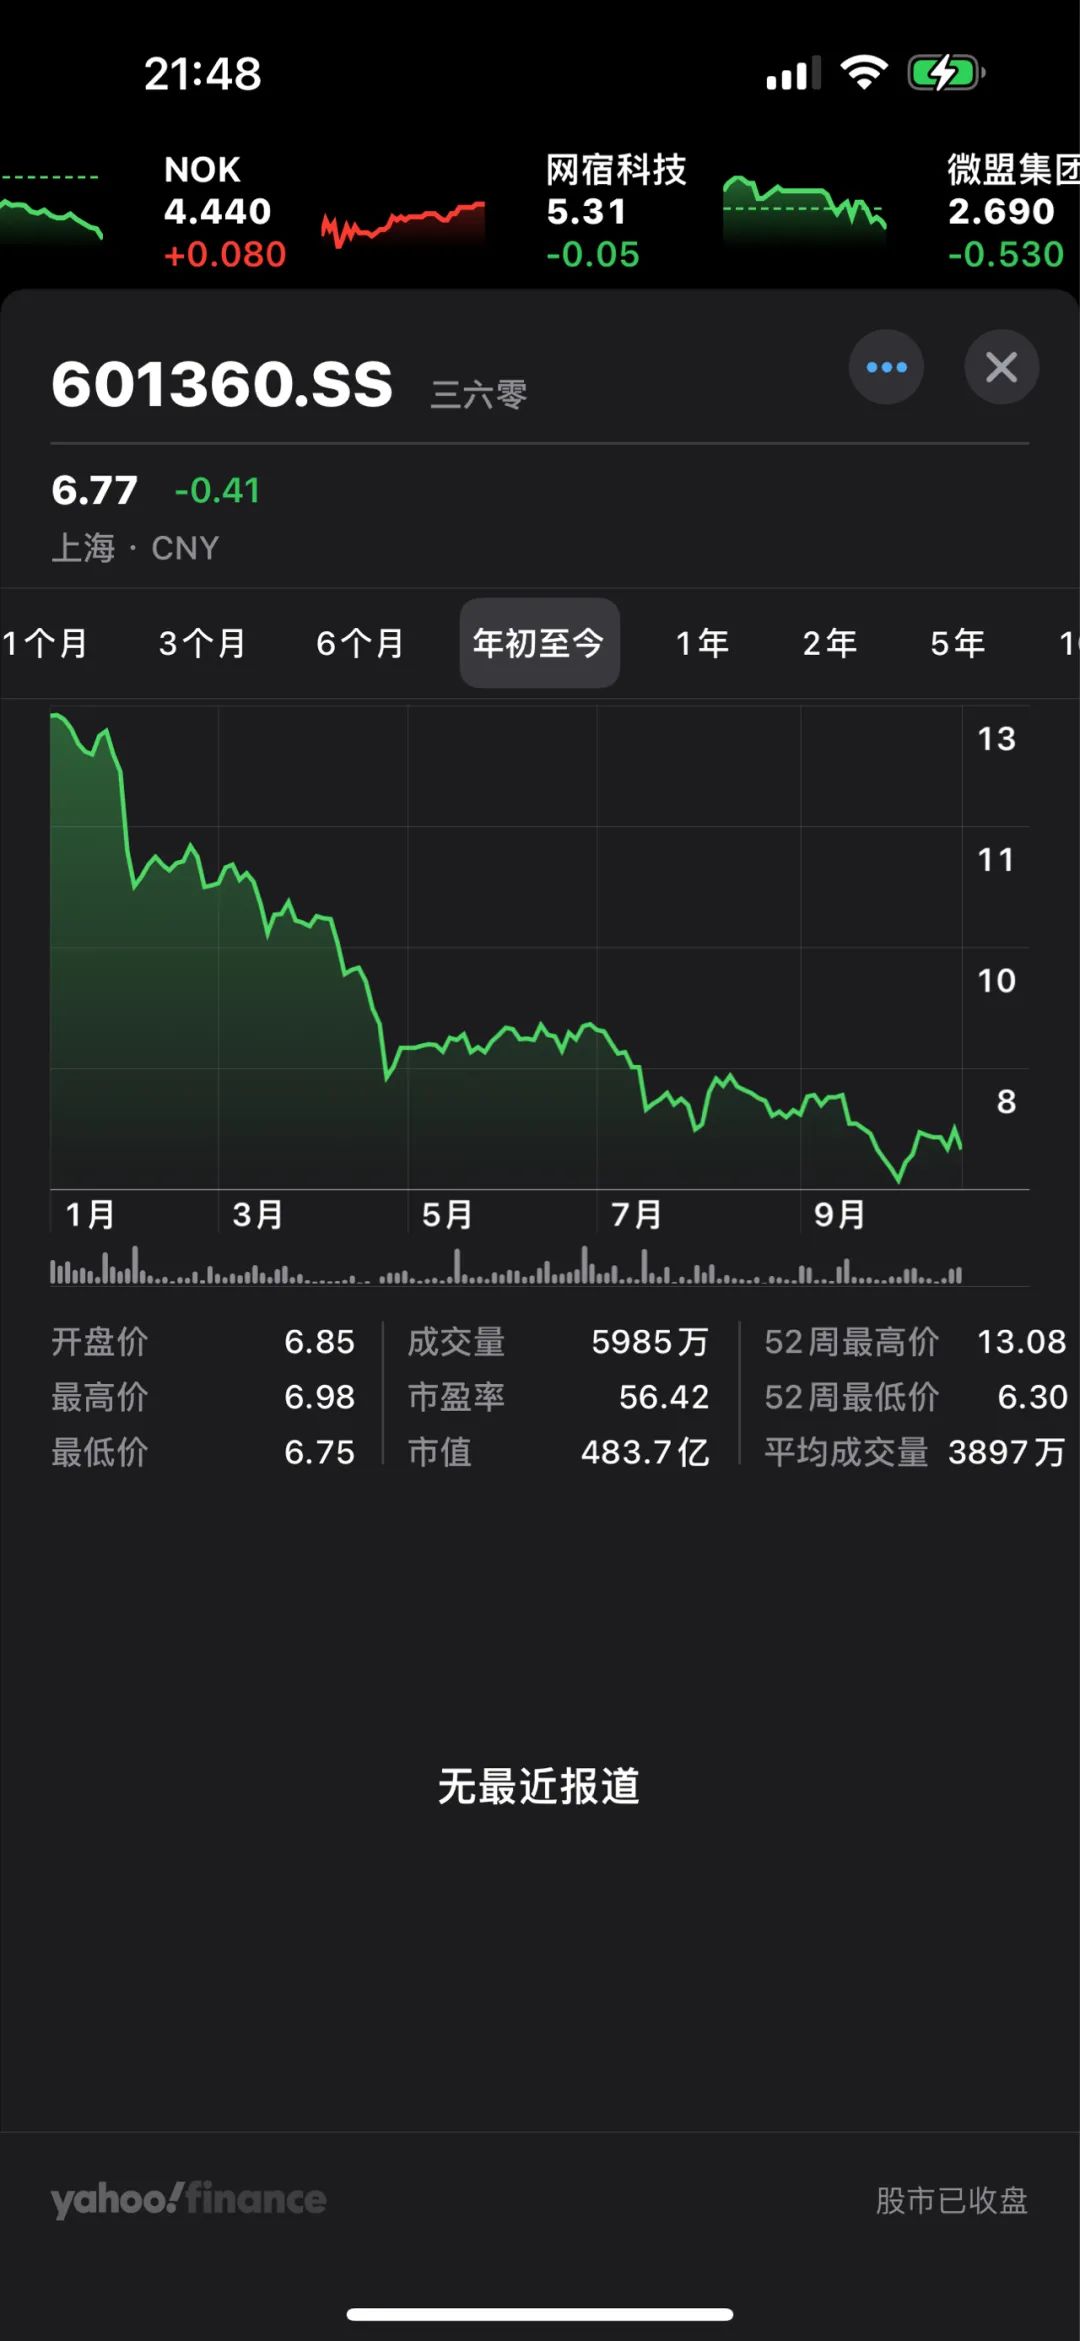 21:48
NOK
4.440
+0.080
网宿科技
5.31
-0.05
微盟集团
2.690
-0.530
601360.SS 三六零
6.77 -0.41
上海 · CNY
1个月 3个月 6个月 年初至今 1年 2年 5年 1
13
11
10
8
1月 3月 5月 7月 9月
开盘价 6.85 成交量 5985万 52周最高价 13.08
最高价 6.98 市盈率 56.42 52周最低价 6.30
最低价 6.75 市值 483.7亿 平均成交量 3897万
无最近报道
yahoo!finance 股市已收盘